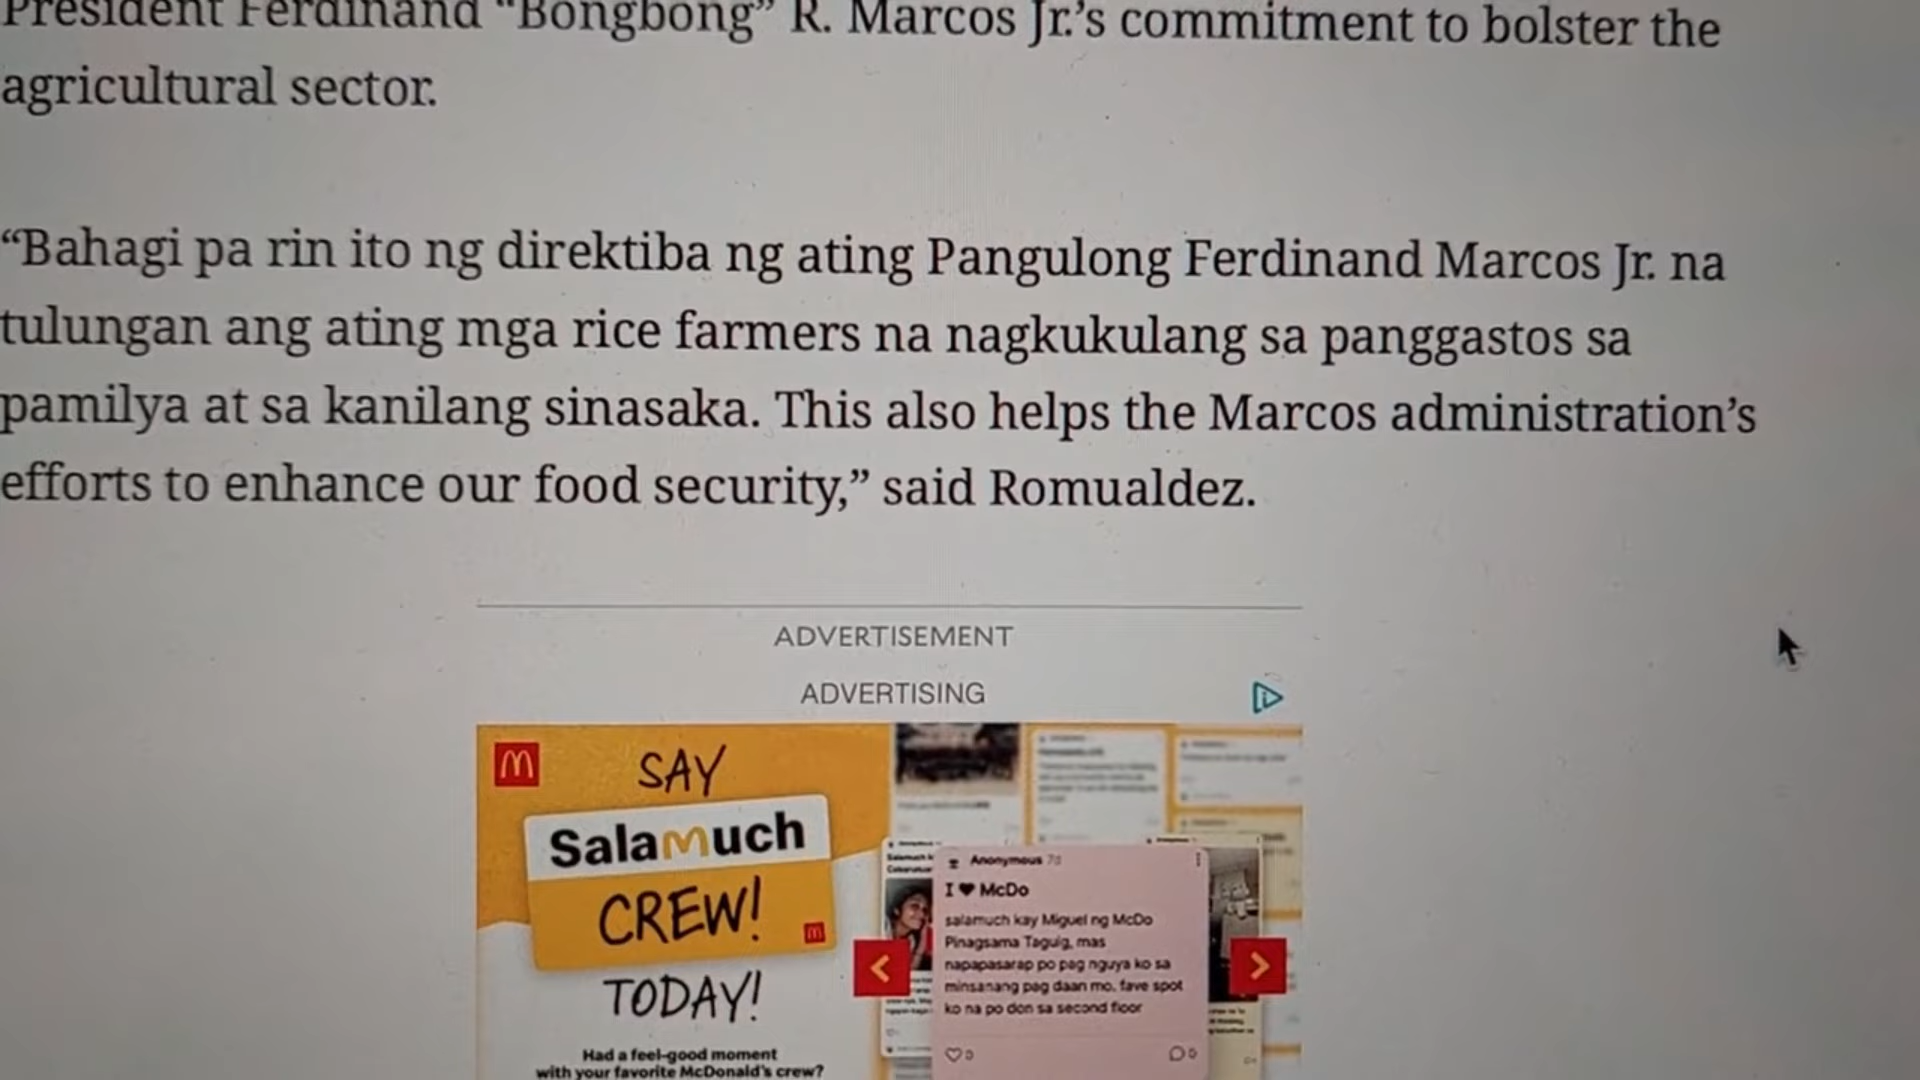 President Ferdinand “Bongbong” R. Marcos Jr.’s commitment to bolster the
agricultural sector.
“Bahagi pa rin ito ng direktiba ng ating Pangulong Ferdinand Marcos Jr. na
tulungan ang ating mga rice farmers na nagkukulang sa panggastos sa
pamilya at sa kanilang sinasaka. This also helps the Marcos administration’s
efforts to enhance our food security,” said Romualdez.
ADVERTISEMENT
ADVERTISING
SAY
Salamuch
CREW!
TODAY!
Had a feel-good moment
with your favorite McDonald's crew?
Anonymous 7d
I ♥ McDo
salamuch kay Miguel ng McDo
Pinagsama Taguig, mas
napapasarap po pag nguya ko sa
minsanang pag daan mo. fave spot
ko na po don sa second floor
0
0